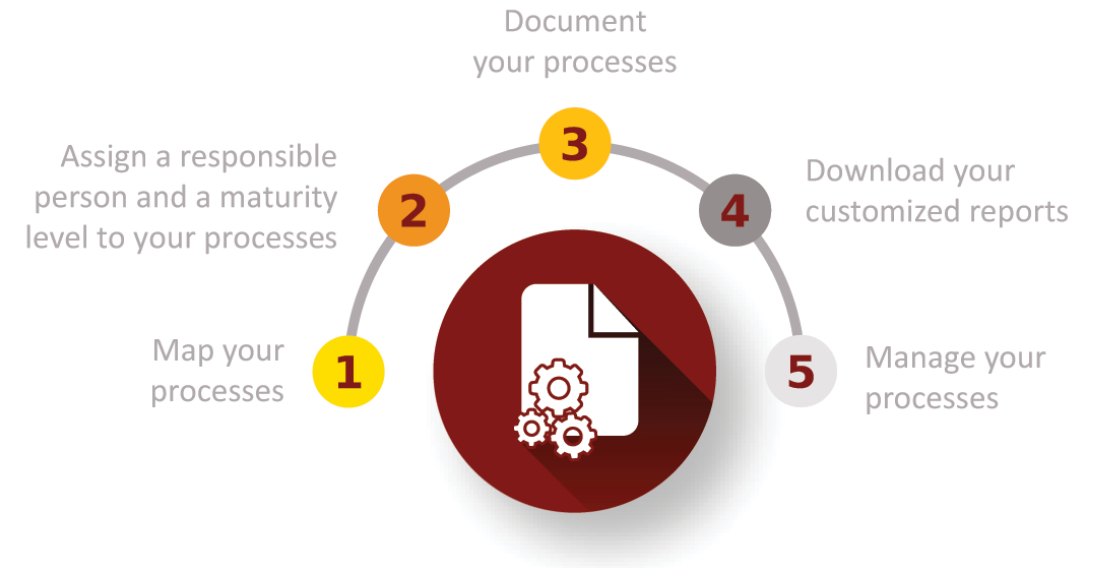 1
Map your
processes
2
Assign a responsible
person and a maturity
level to your processes
3
Document
your processes
4
Download your
customized reports
5
Manage your
processes